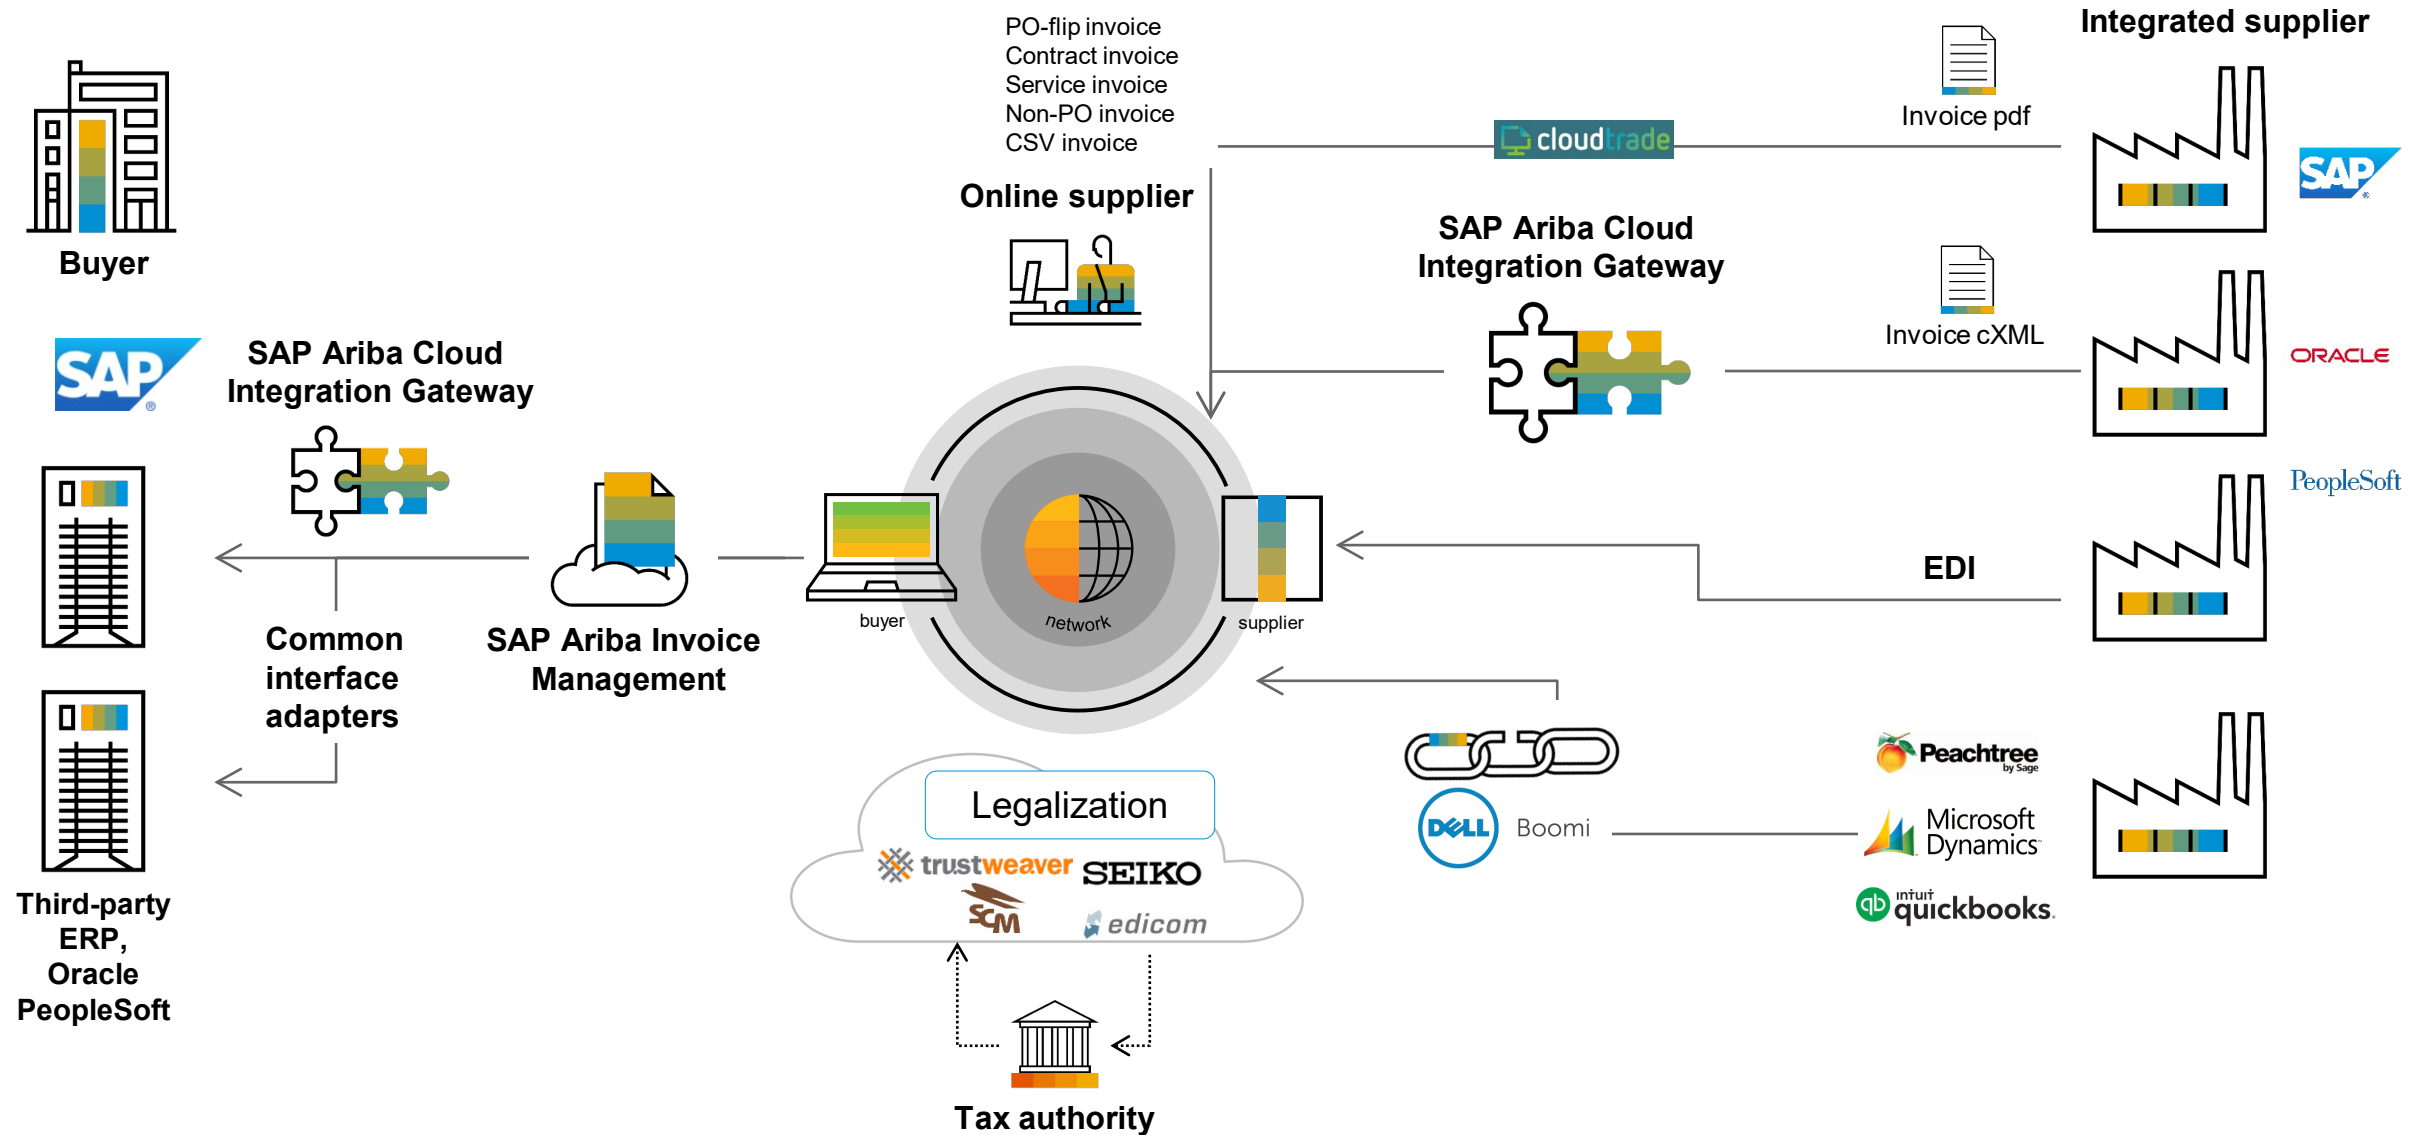 PO-flip invoice
Contract invoice
Service invoice
Non-PO invoice
CSV invoice
Online supplier
Integrated supplier
Invoice pdf
cloudtrade
SAP
®
Buyer
SAP Ariba Cloud
Integration Gateway
Invoice cXML
ORACLE
SAP
®
SAP Ariba Cloud
Integration Gateway
PeopleSoft
EDI
buyer
network
supplier
Common
interface
adapters
SAP Ariba Invoice
Management
Legalization
trustweaver
SEIKO
SCM
edicom
DELL
Boomi
Peachtree
by Sage
Microsoft
Dynamics
qb
intuit
quickbooks.
Third-party
ERP,
Oracle
PeopleSoft
Tax authority